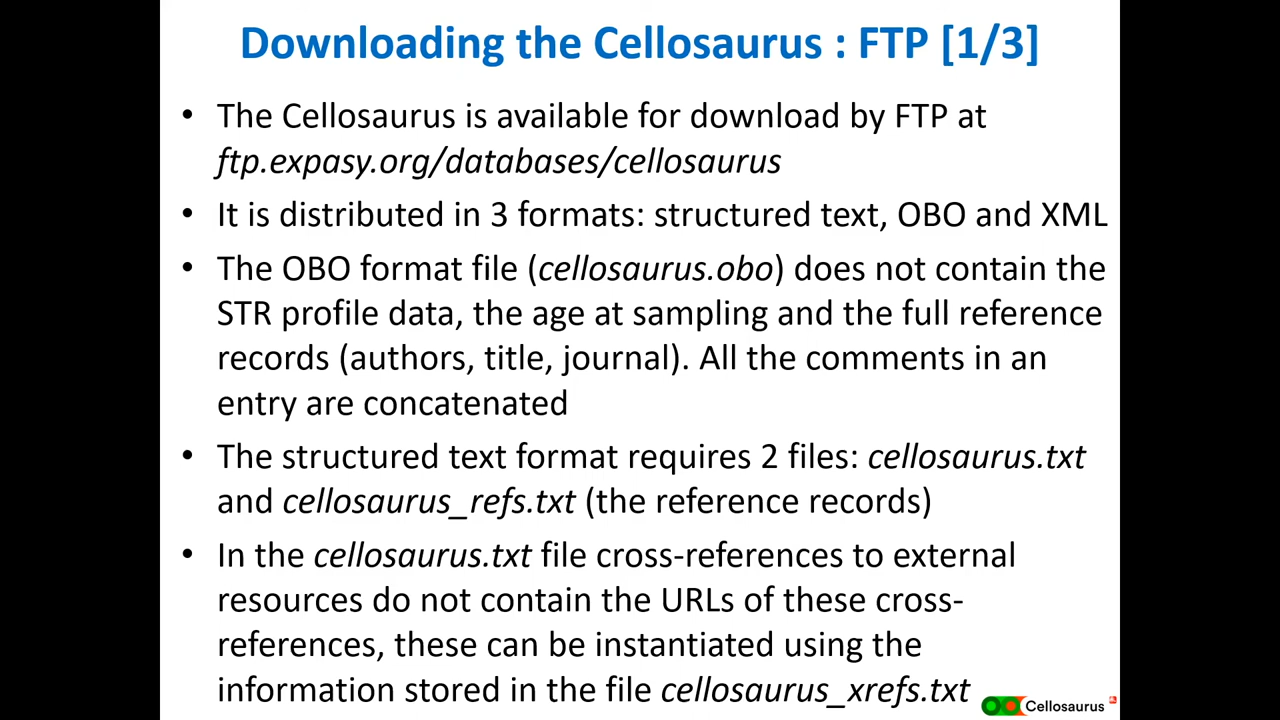 Downloading the Cellosaurus : FTP [1/3]
• The Cellosaurus is available for download by FTP at
ftp.expasy.org/databases/cellosaurus
• It is distributed in 3 formats: structured text, OBO and XML
• The OBO format file (cellosaurus.obo) does not contain the
STR profile data, the age at sampling and the full reference
records (authors, title, journal). All the comments in an
entry are concatenated
• The structured text format requires 2 files: cellosaurus.txt
and cellosaurus_refs.txt (the reference records)
• In the cellosaurus.txt file cross-references to external
resources do not contain the URLs of these cross-
references, these can be instantiated using the
information stored in the file cellosaurus_xrefs.txt
Cellosaurus